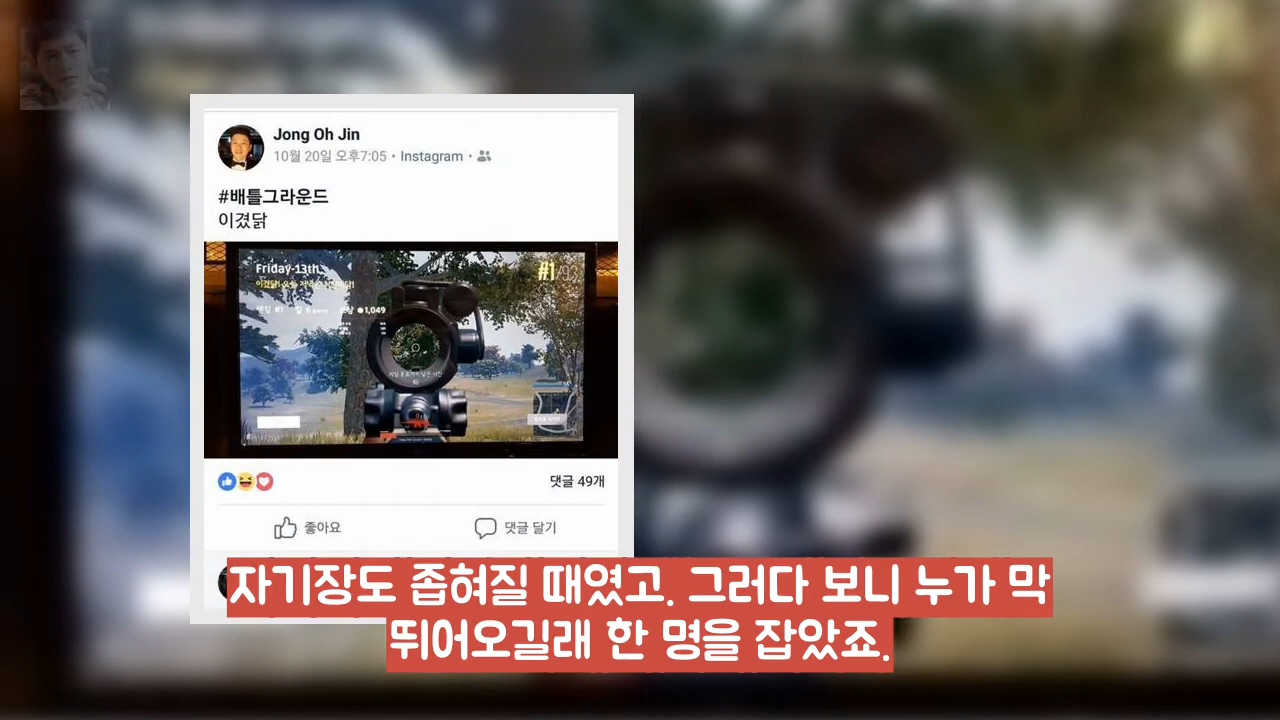 Jong Oh Jin
10월 20일 오후7:05 · Instagram ·
#배틀그라운드
이겼닭
Friday-13th
#1/93
1,049
댓글 49개
좋아요
댓글 달기
자기장도 좁혀질 때였고. 그러다 보니 누가 막
뛰어오길래 한 명을 잡았죠.